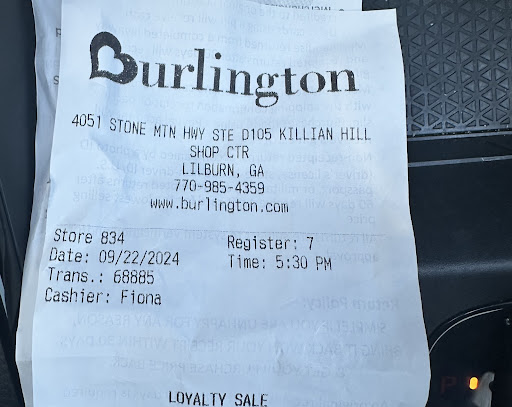 Burlington
4051 STONE MTN HWY STE D105 KILLIAN HILL
SHOP CTR
LILBURN, GA
770-985-4359
www.burlington.com
Store 834 Register: 7
Date: 09/22/2024 Time: 5:30 PM
Trans.: 68885
Cashier: Fiona
LOYALTY SALE